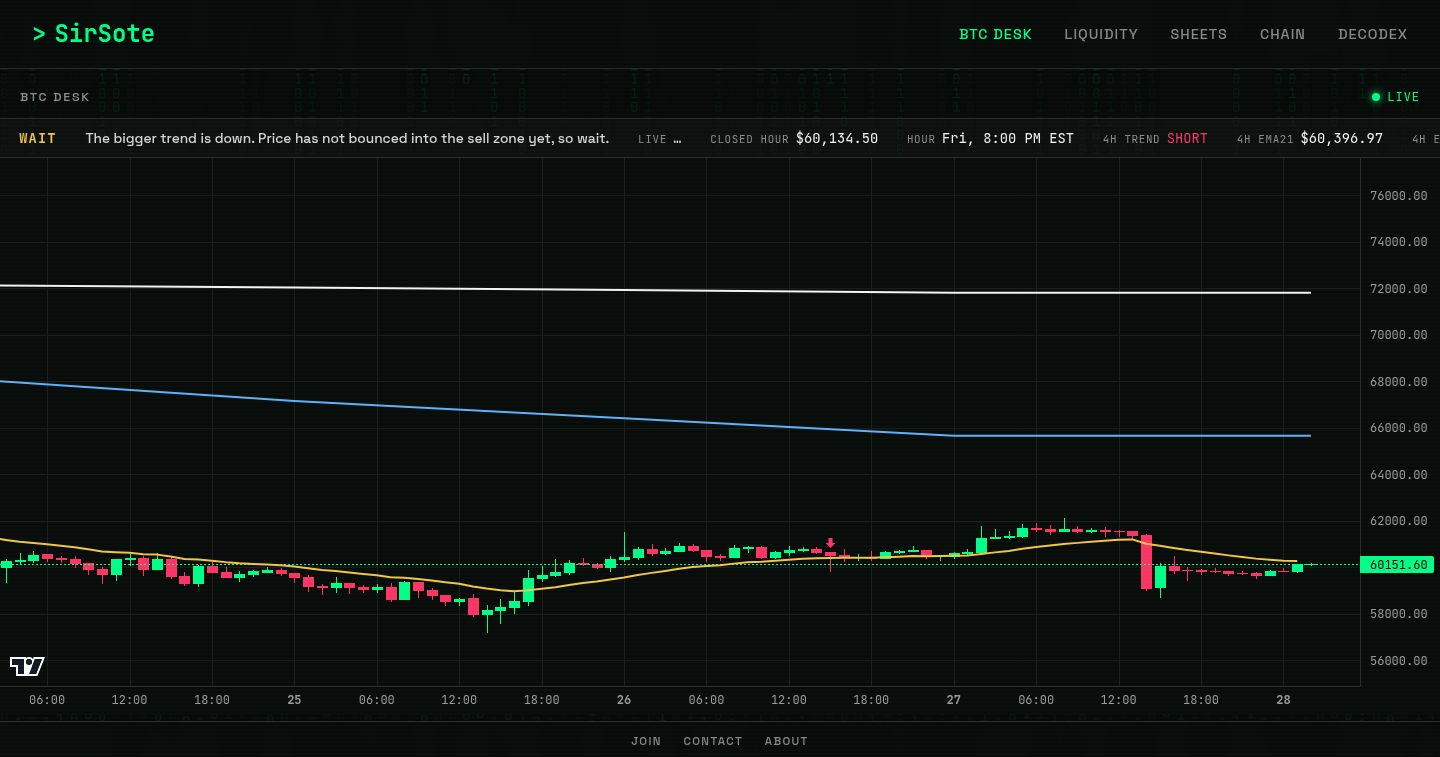 > SirSote
BTC DESK LIQUIDITY SHEETS CHAIN DECODEX
BTC DESK
LIVE
WAIT The bigger trend is down. Price has not bounced into the sell zone yet, so wait. LIVE … CLOSED HOUR $60,134.50 HOUR Fri, 8:00 PM EST 4H TREND SHORT 4H EMA21 $60,396.97 4H E
76000.00
74000.00
72000.00
70000.00
68000.00
66000.00
64000.00
62000.00
60151.60
58000.00
56000.00
06:00 12:00 18:00 25 06:00 12:00 18:00 26 06:00 12:00 18:00 27 06:00 12:00 18:00 28
JOIN CONTACT ABOUT